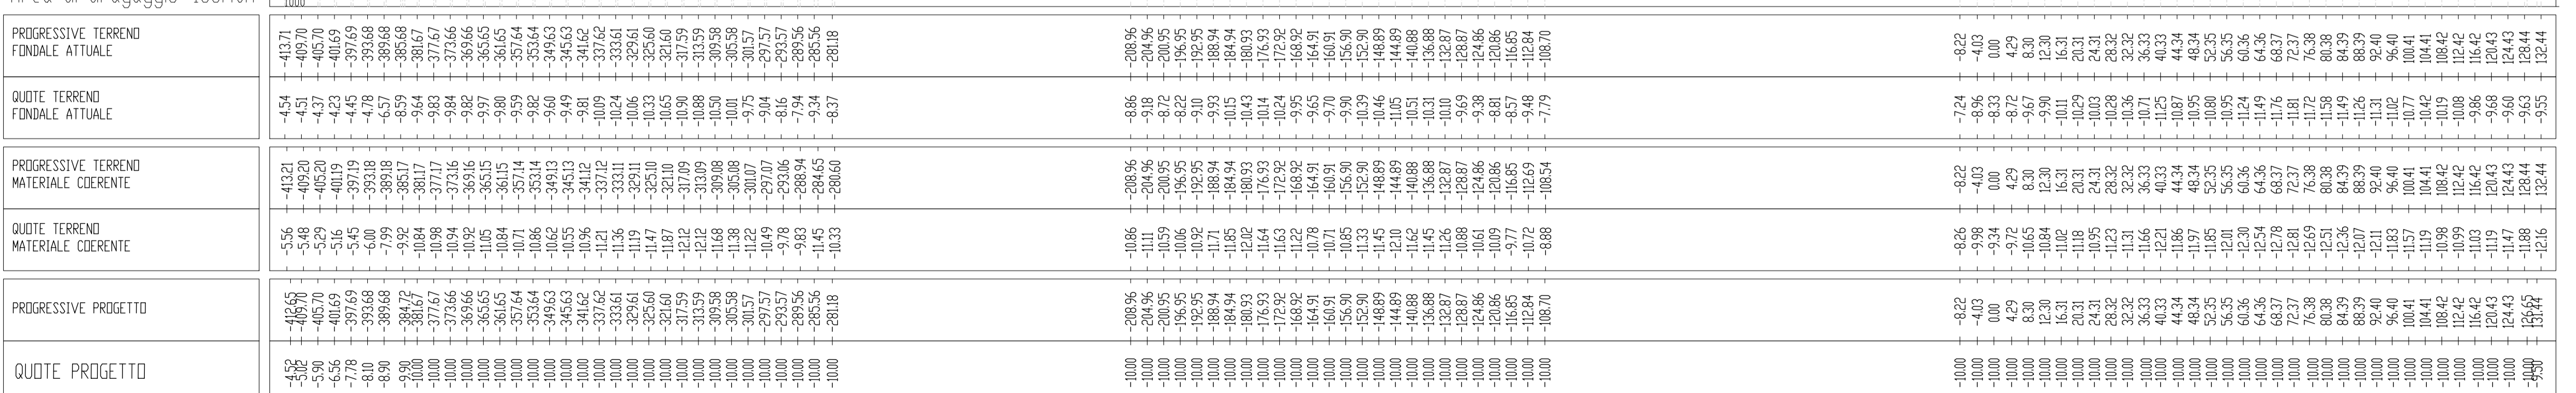 1000
PROGRESSIVE TERRENO
FONDALE ATTUALE
-413.71 -409.70 -405.70 -401.69 -397.69 -393.68 -389.68 -385.68 -381.67 -377.67 -373.66 -369.66 -365.65 -361.65 -357.64 -353.64 -349.63 -345.63 -341.62 -337.62 -333.61 -329.61 -325.60 -321.60 -317.59 -313.59 -309.58 -305.58 -301.57 -297.57 -293.57 -289.56 -285.56 -281.18 -208.96 -204.96 -200.95 -196.95 -192.95 -188.94 -184.94 -180.93 -176.93 -172.92 -168.92 -164.91 -160.91 -156.90 -152.90 -148.89 -144.89 -140.88 -136.88 -132.87 -128.87 -124.86 -120.86 -116.85 -112.84 -108.70 -8.22 -4.03 0.00 4.29 8.30 12.30 16.31 20.31 24.31 28.32 32.32 36.33 40.33 44.34 48.34 52.35 56.35 60.36 64.36 68.37 72.37 76.38 80.38 84.39 88.39 92.40 96.40 100.41 104.41 108.42 112.42 116.42 120.43 124.43 128.44 132.44
QUOTE TERRENO
FONDALE ATTUALE
-4.54 -4.51 -4.37 -4.23 -4.45 -4.78 -6.57 -8.59 -9.64 -9.83 -9.84 -9.82 -9.97 -9.80 -9.59 -9.82 -9.60 -9.49 -9.81 -10.09 -10.24 -10.06 -10.33 -10.65 -10.90 -10.88 -10.50 -10.01 -9.75 -9.04 -8.16 -7.94 -9.34 -8.37 -8.86 -9.18 -8.72 -8.22 -9.10 -9.93 -10.15 -10.43 -10.14 -10.24 -9.95 -9.65 -9.70 -9.90 -10.39 -10.46 -11.05 -10.51 -10.31 -10.10 -9.69 -9.38 -8.81 -8.57 -9.48 -7.79 -7.24 -8.96 -8.33 -8.72 -9.67 -9.90 -10.11 -10.29 -10.03 -10.28 -10.36 -10.71 -11.25 -10.87 -10.95 -10.80 -10.95 -11.24 -11.49 -11.76 -11.81 -11.72 -11.58 -11.49 -11.26 -11.31 -11.02 -10.77 -10.42 -10.19 -10.08 -9.86 -9.68 -9.60 -9.63 -9.55
PROGRESSIVE TERRENO
MATERIALE COERENTE
-413.21 -409.20 -405.20 -401.19 -397.19 -393.18 -389.18 -385.17 -381.17 -377.17 -373.16 -369.16 -365.15 -361.15 -357.14 -353.14 -349.13 -345.13 -341.12 -337.12 -333.11 -329.11 -325.10 -321.10 -317.09 -313.09 -309.08 -305.08 -301.07 -297.07 -293.06 -288.94 -284.65 -280.60 -208.96 -204.96 -200.95 -196.95 -192.95 -188.94 -184.94 -180.93 -176.93 -172.92 -168.92 -164.91 -160.91 -156.90 -152.90 -148.89 -144.89 -140.88 -136.88 -132.87 -128.87 -124.86 -120.86 -116.85 -112.69 -108.54 -8.22 -4.03 0.00 4.29 8.30 12.30 16.31 20.31 24.31 28.32 32.32 36.33 40.33 44.34 48.34 52.35 56.35 60.36 64.36 68.37 72.37 76.38 80.38 84.39 88.39 92.40 96.40 100.41 104.41 108.42 112.42 116.42 120.43 124.43 128.44 132.44
QUOTE TERRENO
MATERIALE COERENTE
-5.56 -5.48 -5.29 -5.16 -5.45 -6.00 -7.99 -9.92 -10.84 -10.98 -10.94 -10.92 -11.05 -10.84 -10.71 -10.86 -10.62 -10.55 -10.96 -11.21 -11.36 -11.19 -11.47 -11.87 -12.12 -12.12 -11.68 -11.38 -11.22 -10.49 -9.78 -9.83 -11.45 -10.33 -10.86 -11.11 -10.59 -10.06 -10.92 -11.71 -11.85 -12.02 -11.64 -11.63 -11.22 -10.78 -10.71 -10.85 -11.33 -11.45 -12.10 -11.62 -11.45 -11.26 -10.88 -10.61 -10.09 -9.77 -10.72 -8.88 -8.26 -9.98 -9.34 -9.72 -10.65 -10.84 -11.02 -11.18 -10.95 -11.23 -11.31 -11.66 -12.21 -11.86 -11.97 -11.85 -12.01 -12.30 -12.54 -12.78 -12.81 -12.69 -12.51 -12.36 -12.07 -12.11 -11.83 -11.57 -11.19 -10.98 -10.99 -11.03 -11.19 -11.47 -11.88 -12.16
PROGRESSIVE PROGETTO
-412.65 -409.70 -405.70 -401.69 -397.69 -393.68 -389.68 -384.72 -381.67 -377.67 -373.66 -369.66 -365.65 -361.65 -357.64 -353.64 -349.63 -345.63 -341.62 -337.62 -333.61 -329.61 -325.60 -321.60 -317.59 -313.59 -309.58 -305.58 -301.57 -297.57 -293.57 -289.56 -285.56 -281.18 -208.96 -204.96 -200.95 -196.95 -192.95 -188.94 -184.94 -180.93 -176.93 -172.92 -168.92 -164.91 -160.91 -156.90 -152.90 -148.89 -144.89 -140.88 -136.88 -132.87 -128.87 -124.86 -120.86 -116.85 -112.84 -108.70 -8.22 -4.03 0.00 4.29 8.30 12.30 16.31 20.31 24.31 28.32 32.32 36.33 40.33 44.34 48.34 52.35 56.35 60.36 64.36 68.37 72.37 76.38 80.38 84.39 88.39 92.40 96.40 100.41 104.41 108.42 112.42 116.42 120.43 124.43 126.65 131.44
QUOTE PROGETTO
-4.52 -5.02 -5.90 -6.56 -7.78 -8.10 -8.90 -9.90 -10.00 -10.00 -10.00 -10.00 -10.00 -10.00 -10.00 -10.00 -10.00 -10.00 -10.00 -10.00 -10.00 -10.00 -10.00 -10.00 -10.00 -10.00 -10.00 -10.00 -10.00 -10.00 -10.00 -10.00 -10.00 -10.00 -10.00 -10.00 -10.00 -10.00 -10.00 -10.00 -10.00 -10.00 -10.00 -10.00 -10.00 -10.00 -10.00 -10.00 -10.00 -10.00 -10.00 -10.00 -10.00 -10.00 -10.00 -10.00 -10.00 -10.00 -10.00 -10.00 -10.00 -10.00 -10.00 -10.00 -10.00 -10.00 -10.00 -10.00 -10.00 -10.00 -10.00 -10.00 -10.00 -10.00 -10.00 -10.00 -10.00 -10.00 -10.00 -10.00 -10.00 -10.00 -10.00 -10.00 -10.00 -10.00 -10.00 -10.00 -10.00 -10.00 -10.00 -10.00 -10.00 -10.00 -10.00 -9.50